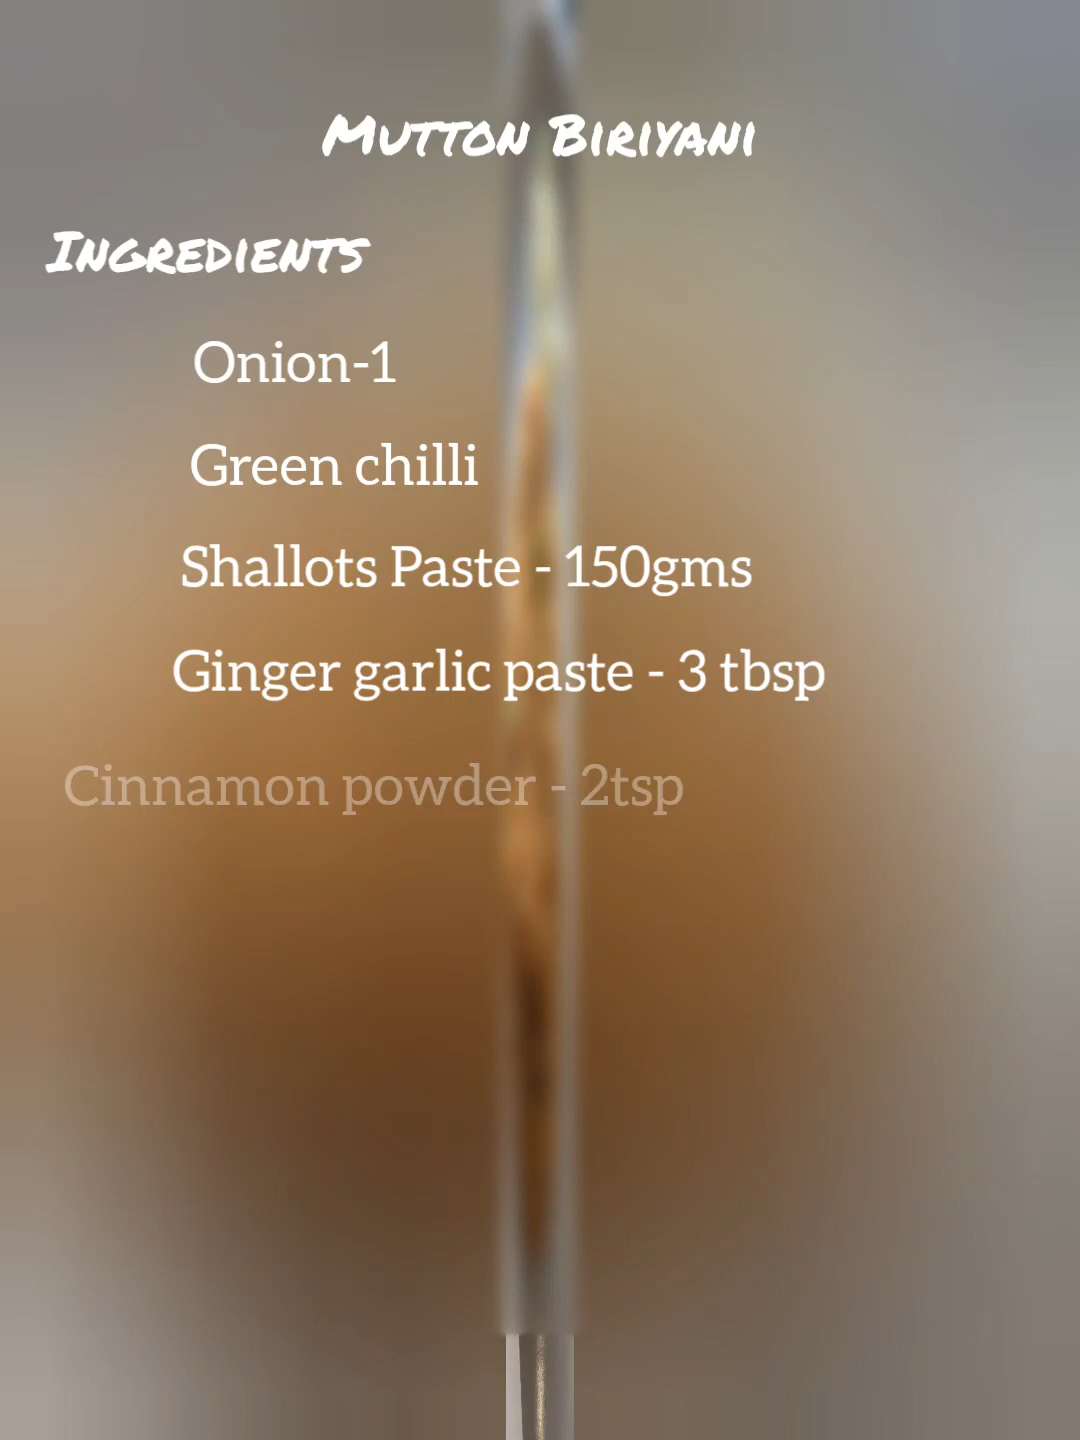 Mutton Biriyani
Ingredients
Onion-1
Green chilli
Shallots Paste - 150gms
Ginger garlic paste - 3 tbsp
Cinnamon powder - 2tsp